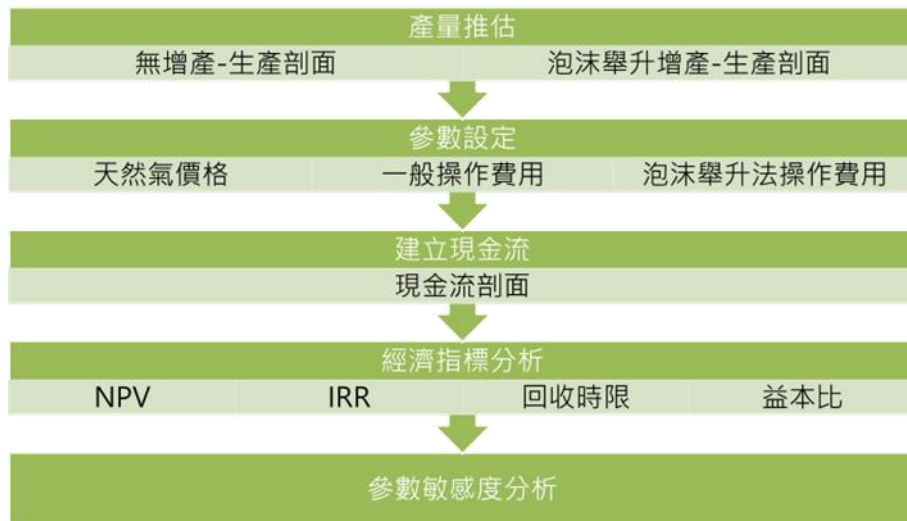 產量推估
無增產-生產剖面 泡沫舉升增產-生產剖面
參數設定
天然氣價格 一般操作費用 泡沫舉升法操作費用
建立現金流
現金流剖面
經濟指標分析
NPV IRR 回收時限 益本比
參數敏感度分析